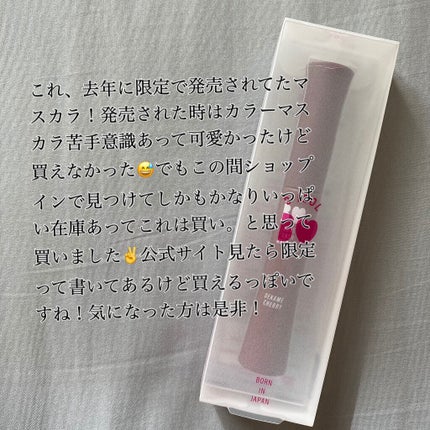 これ、去年に限定で発売されてたマ
スカラ！発売された時はカラーマス
カラ苦手意識あって可愛かったけど
買えなかった😅でもこの間ショップ
インで見つけてしかもかなりいっぱ
い在庫あってこれは買い。と思って
買いました✌️公式サイト見たら限定
って書いてあるけど買えるっぽいで
すね！気になった方は是非！
DEKAME
CHERRY
BORN
IN
JAPAN